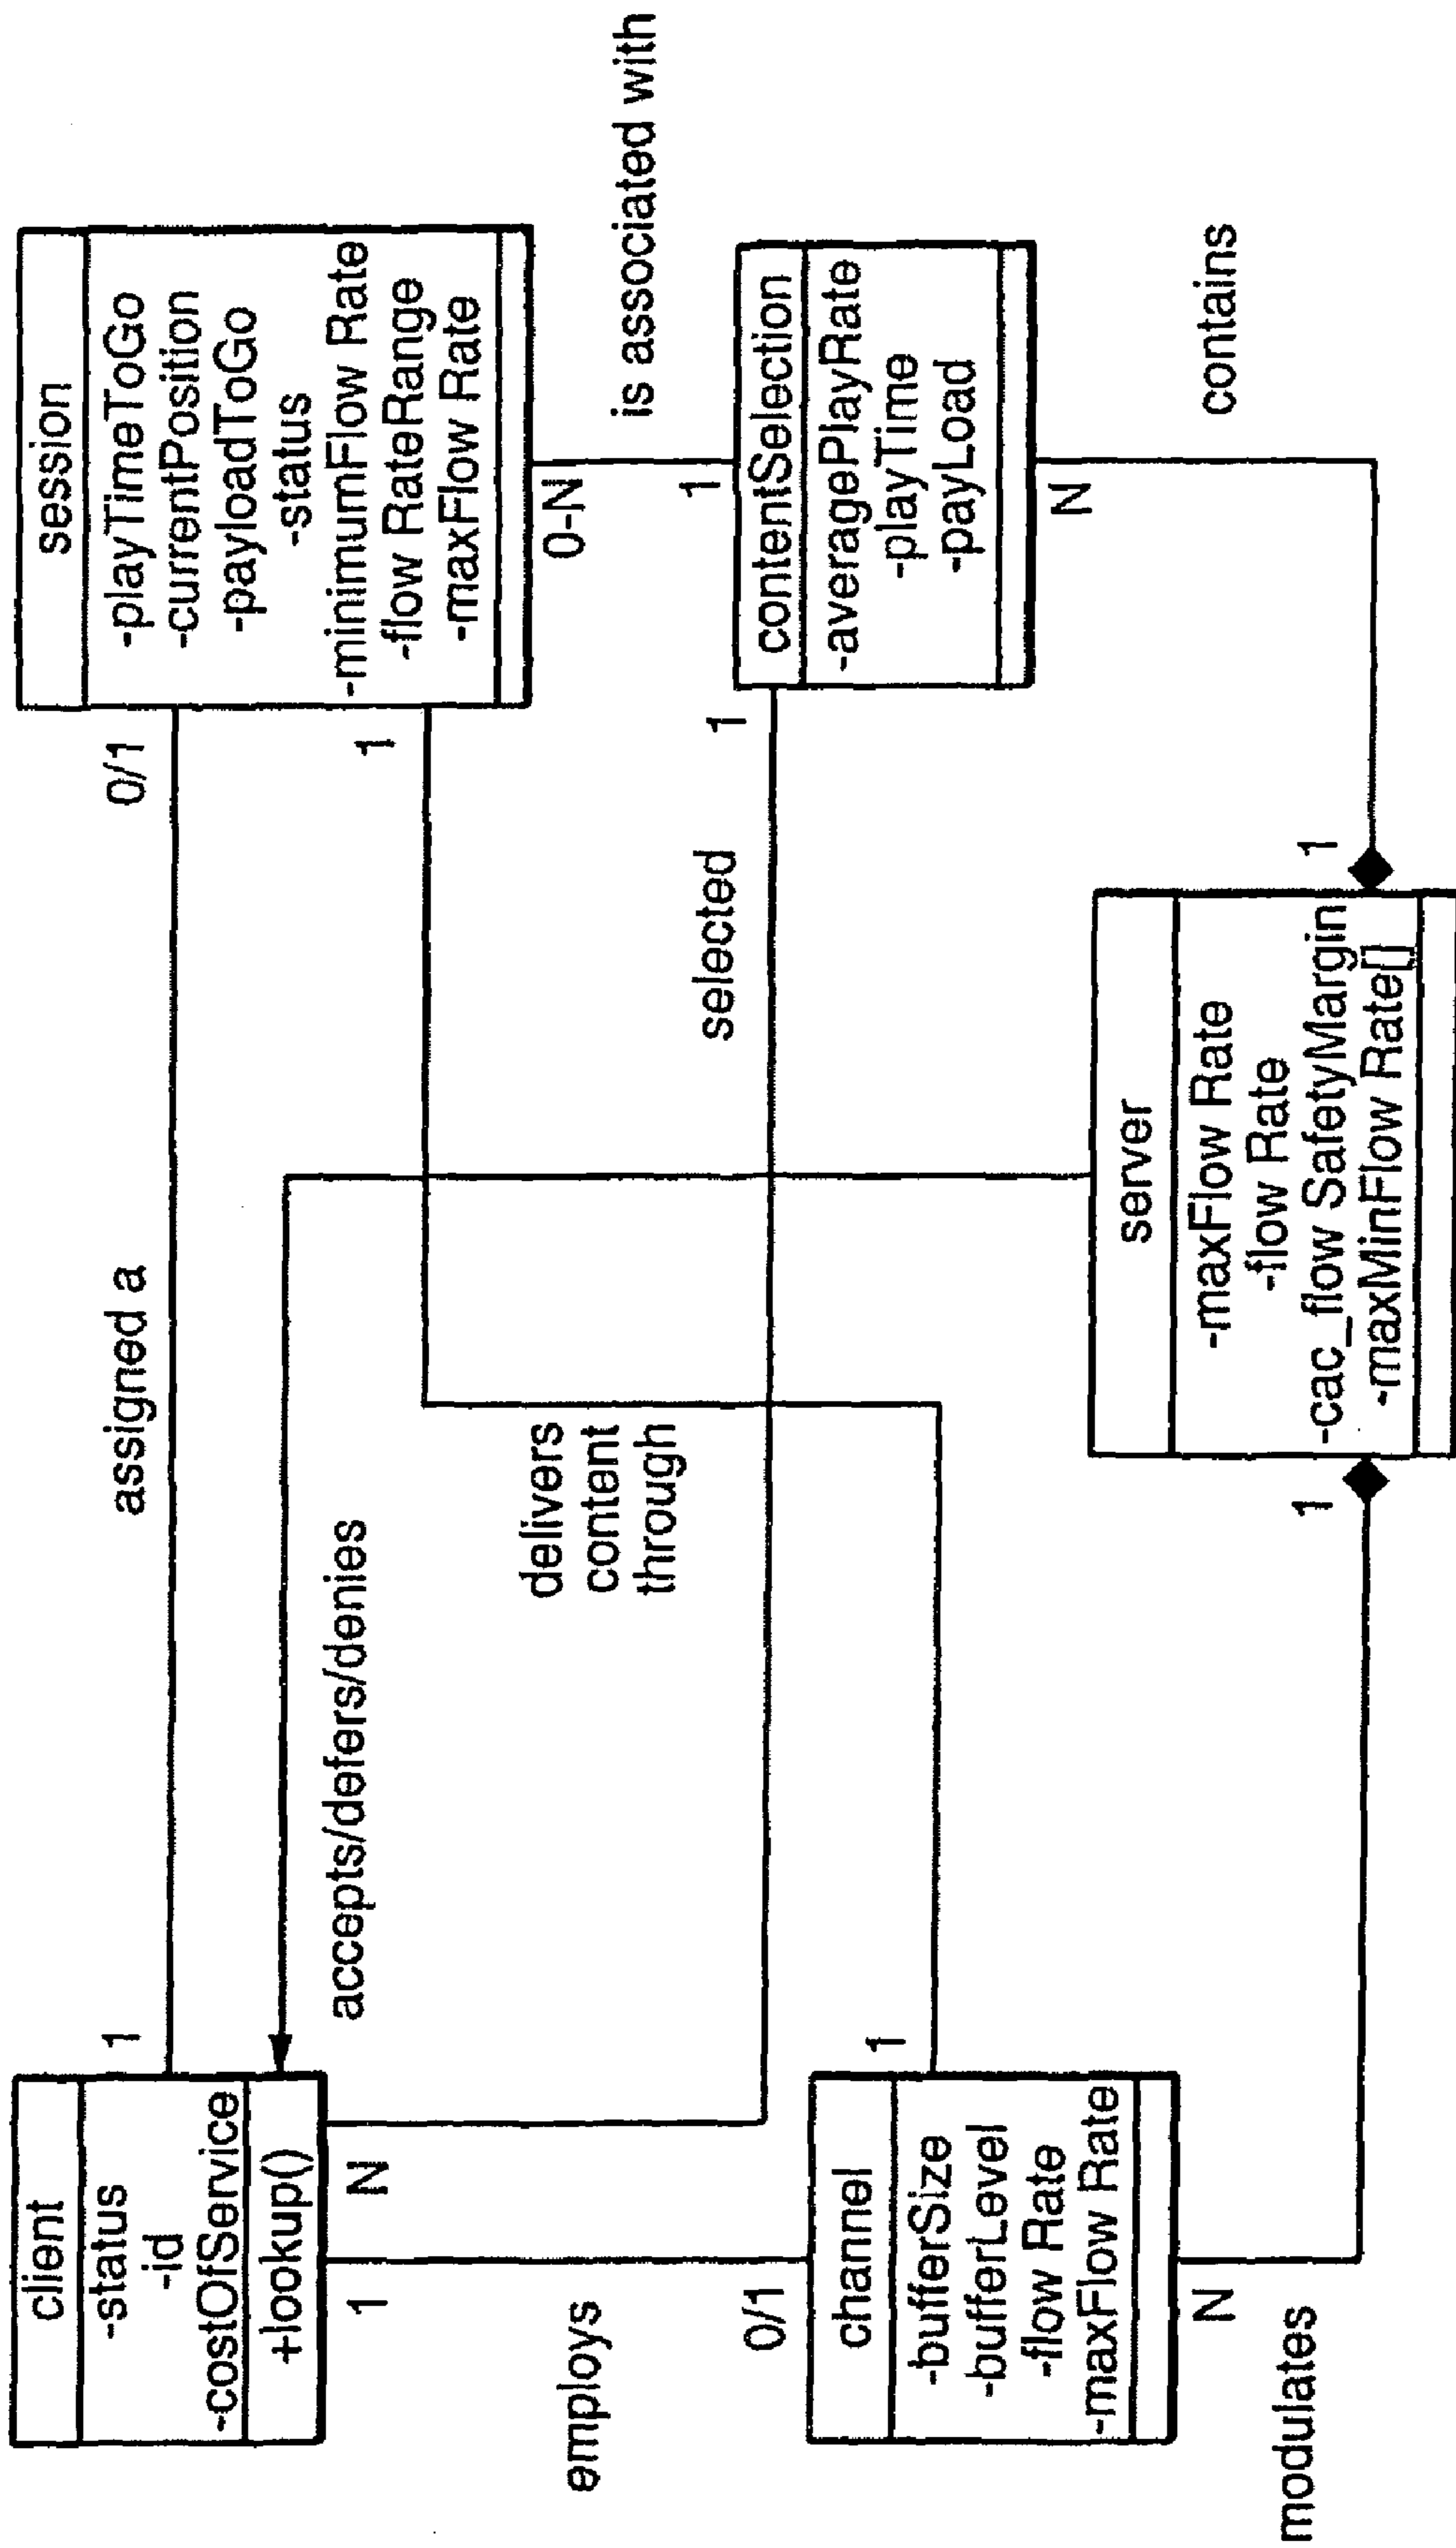 client
-status
-id
-costOfService
+lookup()
1
assigned a
0/1
session
-playTimeToGo
-currentPosition
-payloadToGo
-status
-minimumFlow Rate
-flow RateRange
-maxFlow Rate
accepts/defers/denies
1
N
1
employs
0/1
delivers
content
through
selected
1
0-N
is associated with
1
contentSelection
-averagePlayRate
-playTime
-payLoad
N
contains
channel
-bufferSize
-bufferLevel
-flow Rate
-maxFlow Rate
1
N
modulates
1
server
-maxFlow Rate
-flow Rate
-cac_flow SafetyMargin
-maxMinFlow Rate[]
1